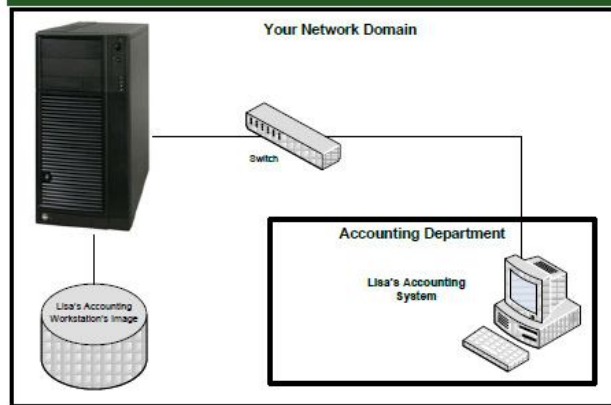 Your Network Domain
Switch
Accounting Department
Lisa's Accounting
System
Lisa's Accounting
Workstation's Image